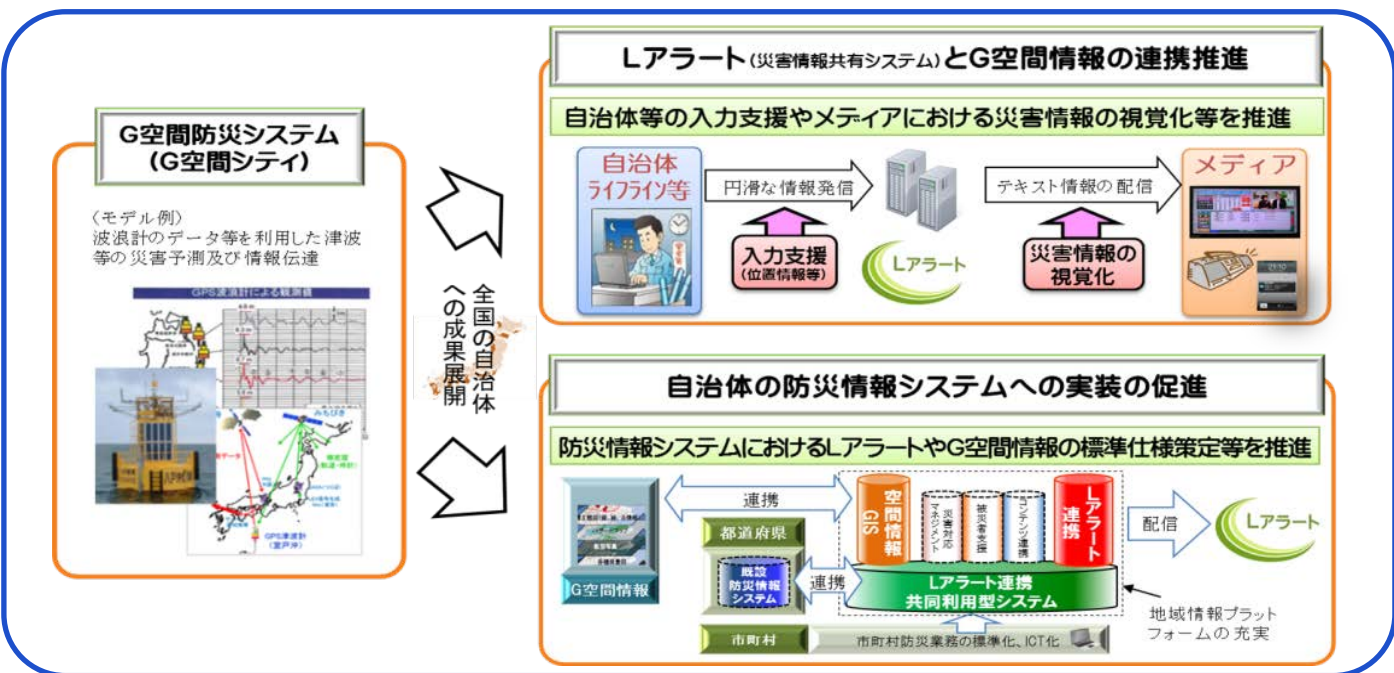 G空間防災システム
(G空間シティ)
〈モデル例〉
波浪計のデータ等を利用した津波
等の災害予測及び情報伝達
GPS波浪計による観測値
みちびき
GPS津波計
(室戸沖)
全国の自治体
への成果展開
Lアラート(災害情報共有システム)とG空間情報の連携推進
自治体等の入力支援やメディアにおける災害情報の視覚化等を推進
自治体
ライフライン等
円滑な情報発信
入力支援
(位置情報等)
Lアラート
テキスト情報の配信
災害情報の
視覚化
メディア
自治体の防災情報システムへの実装の促進
防災情報システムにおけるLアラートやG空間情報の標準仕様策定等を推進
G空間情報
連携
都道府県
既設
防災情報
システム
連携
市町村
空間情報
GIS
災害対応
マネジメント
被災者支援
コンテンツ連携
Lアラート
連携
Lアラート連携
共同利用型システム
市町村防災業務の標準化、ICT化
配信
Lアラート
地域情報プラット
フォームの充実